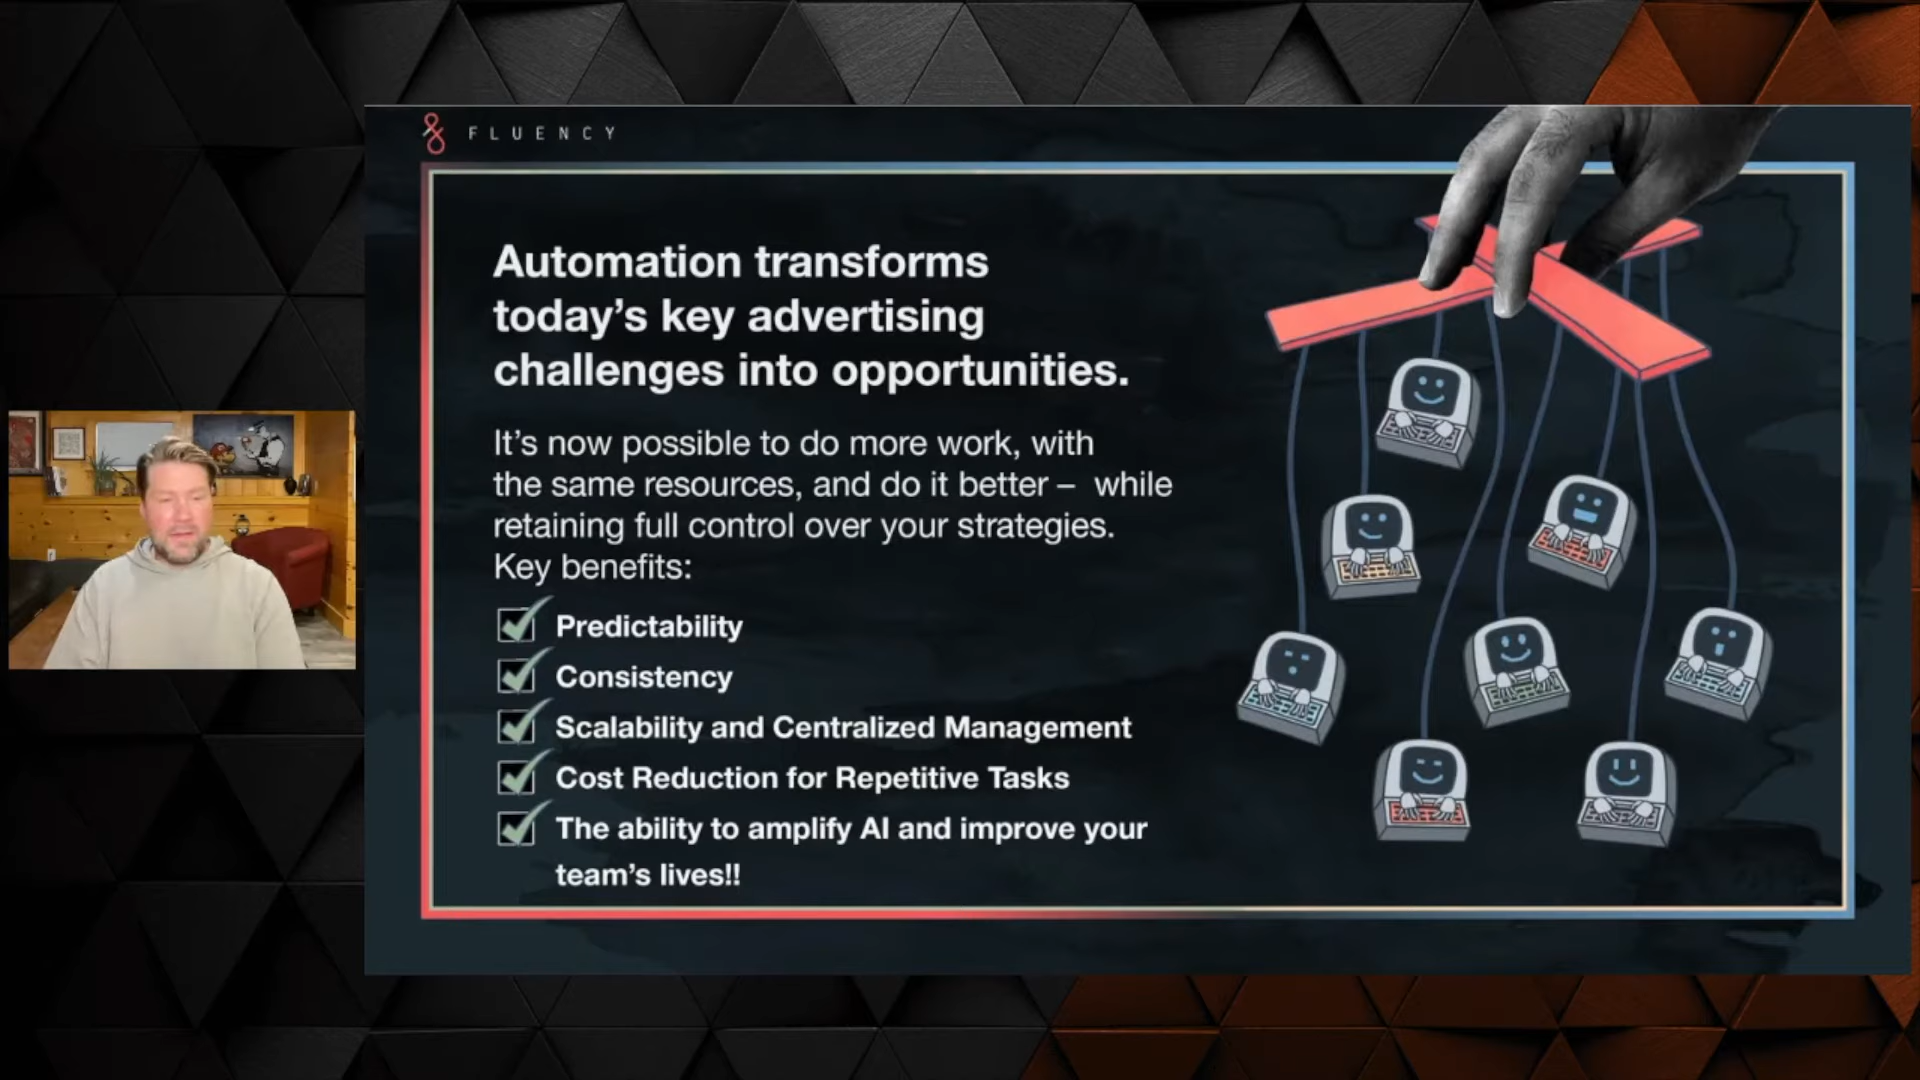 FLUENCY
Automation transforms
today's key advertising
challenges into opportunities.
It's now possible to do more work, with
the same resources, and do it better – while
retaining full control over your strategies.
Key benefits:
Predictability
Consistency
Scalability and Centralized Management
Cost Reduction for Repetitive Tasks
The ability to amplify AI and improve your
team's lives!!